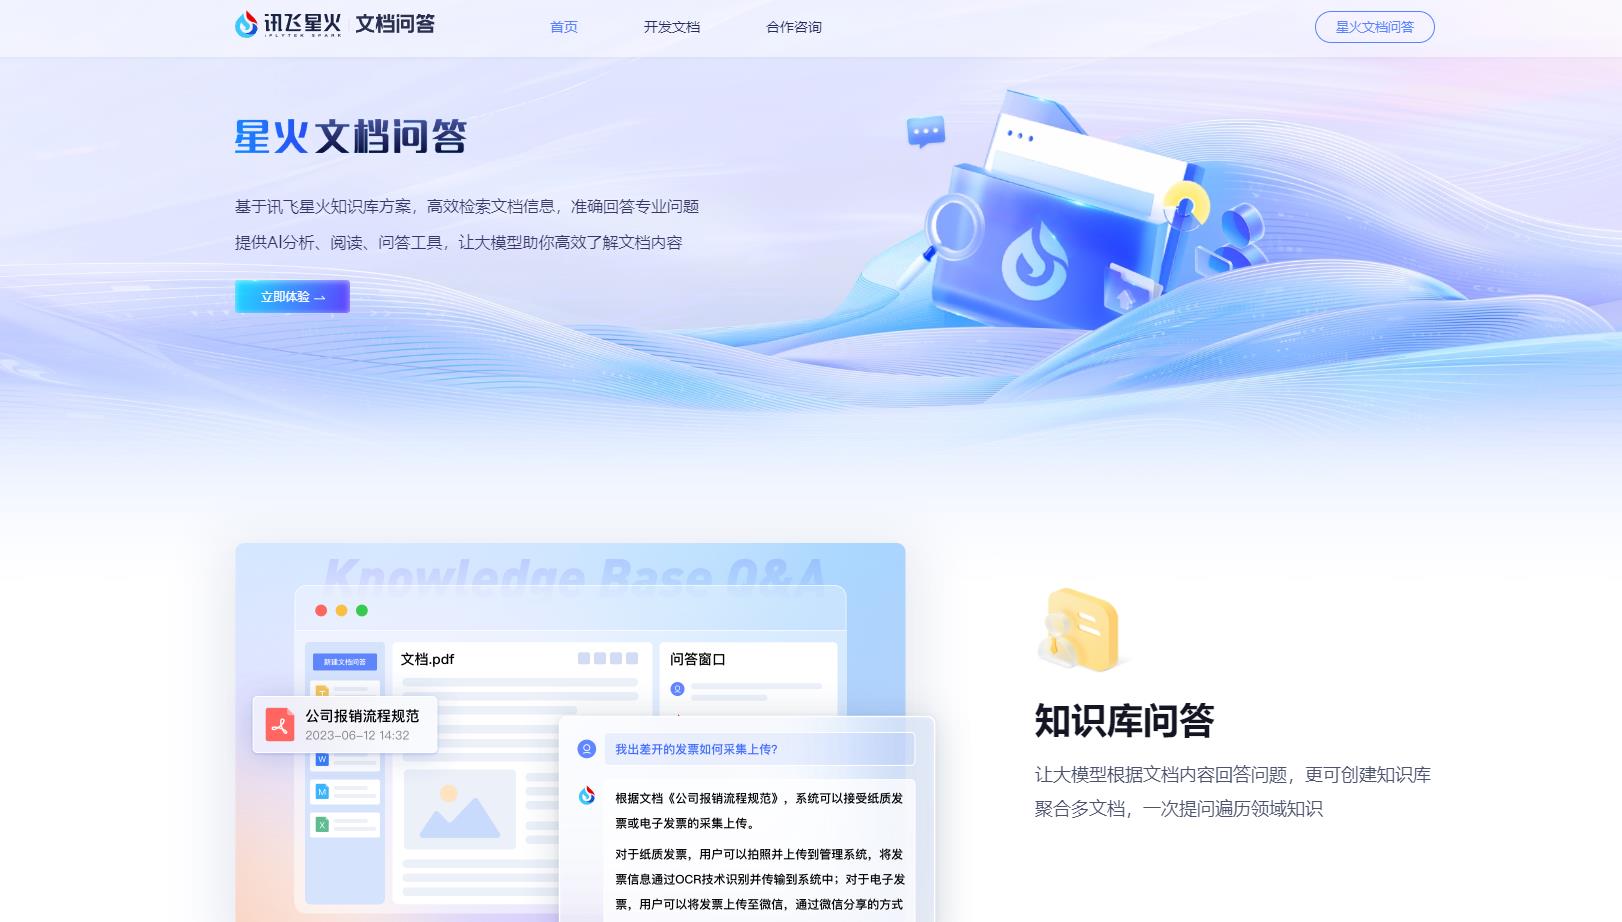 讯飞星火 文档问答
iFLYTEK SPARK
首页
开发文档
合作咨询
星火文档问答
星火文档问答
基于讯飞星火知识库方案，高效检索文档信息，准确回答专业问题
提供AI分析、阅读、问答工具，让大模型助你高效了解文档内容
立即体验
Knowledge Base Q&A
新建文档问答
文档.pdf
问答窗口
公司报销流程规范
2023-06-12 14:32
W
M
X
我出差开的发票如何采集上传?
根据文档《公司报销流程规范》，系统可以接受纸质发
票或电子发票的采集上传。
对于纸质发票，用户可以拍照并上传到管理系统，将发
票信息通过OCR技术识别并传输到系统中；对于电子发
票，用户可以将发票上传至微信，通过微信分享的方式
知识库问答
让大模型根据文档内容回答问题，更可创建知识库
聚合多文档，一次提问遍历领域知识